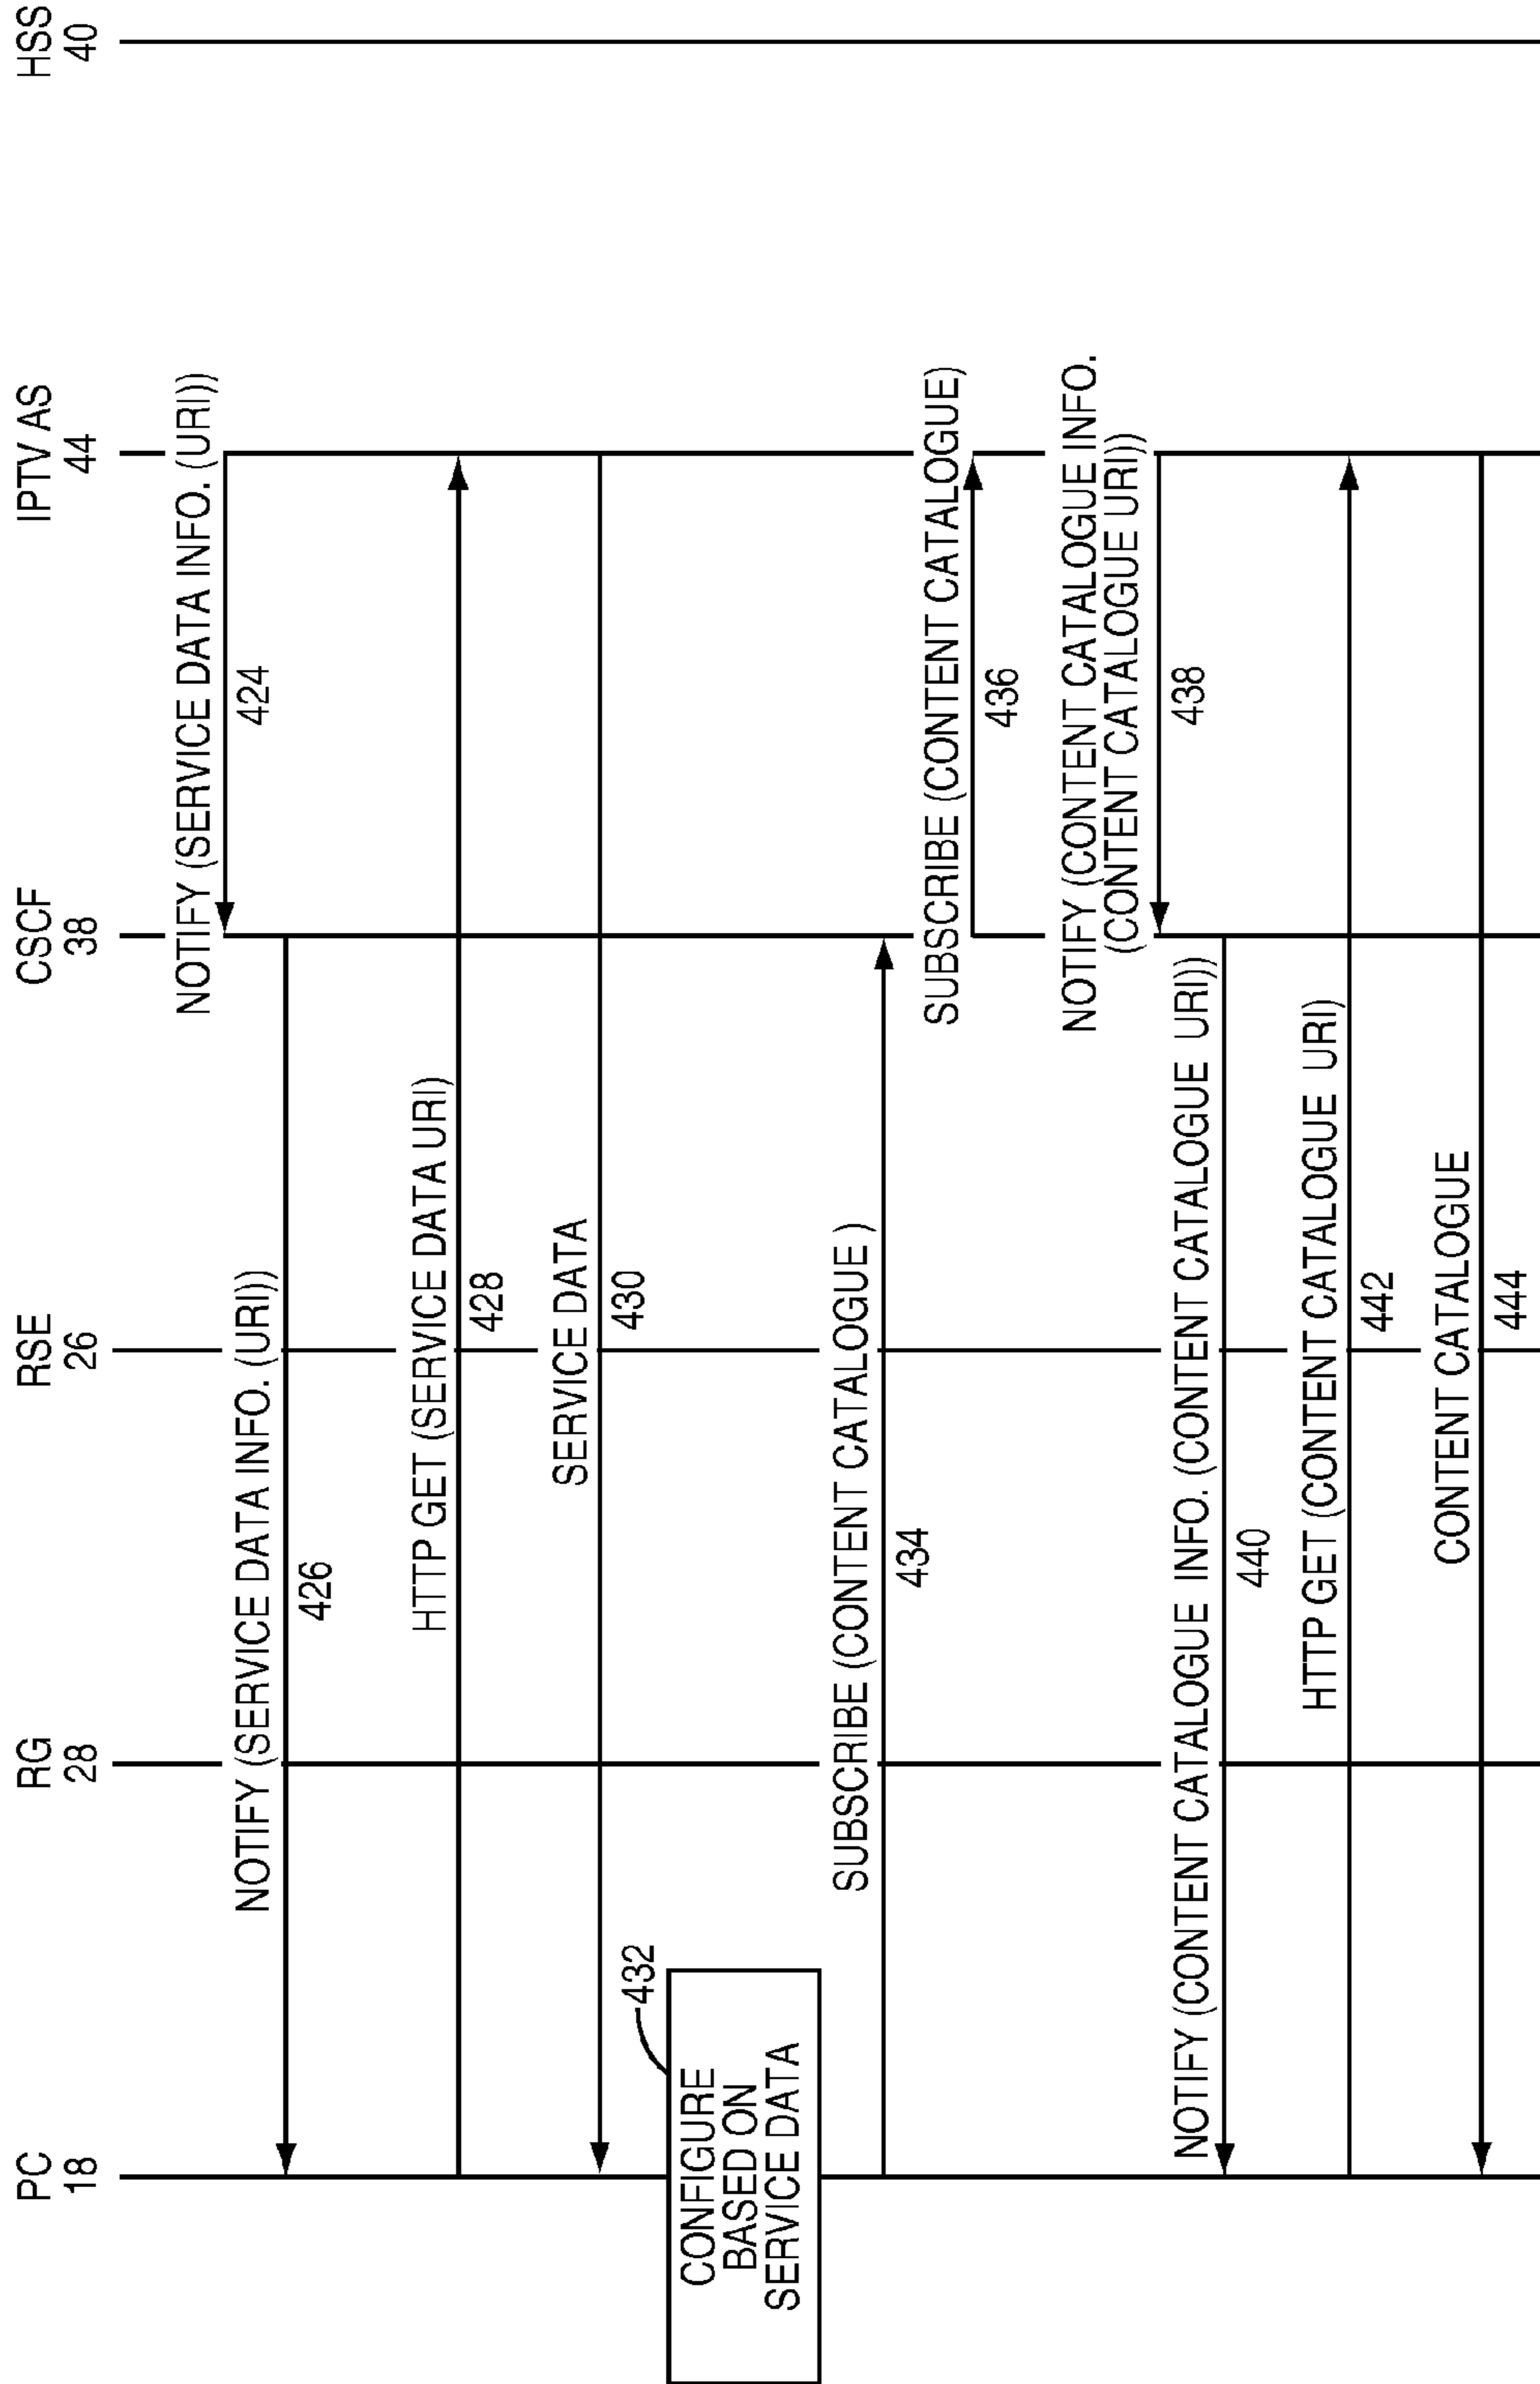 PC
18
RG
28
RSE
26
CSCF
38
IPTV AS
44
HSS
40
NOTIFY (SERVICE DATA INFO. (URI))
424
NOTIFY (SERVICE DATA INFO. (URI))
426
HTTP GET (SERVICE DATA URI)
428
SERVICE DATA
430
432
CONFIGURE
BASED ON
SERVICE DATA
SUBSCRIBE (CONTENT CATALOGUE )
434
SUBSCRIBE (CONTENT CATALOGUE)
436
NOTIFY (CONTENT CATALOGUE INFO.
(CONTENT CATALOGUE URI))
438
NOTIFY (CONTENT CATALOGUE INFO. (CONTENT CATALOGUE URI))
440
HTTP GET (CONTENT CATALOGUE URI)
442
CONTENT CATALOGUE
444